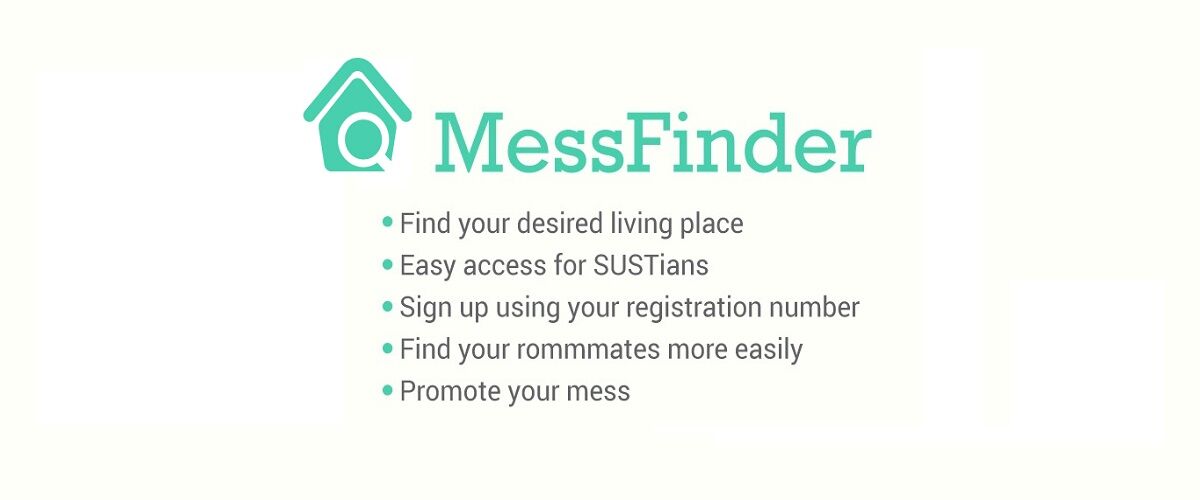 MessFinder
• Find your desired living place
• Easy access for SUSTians
• Sign up using your registration number
• Find your rommmates more easily
• Promote your mess